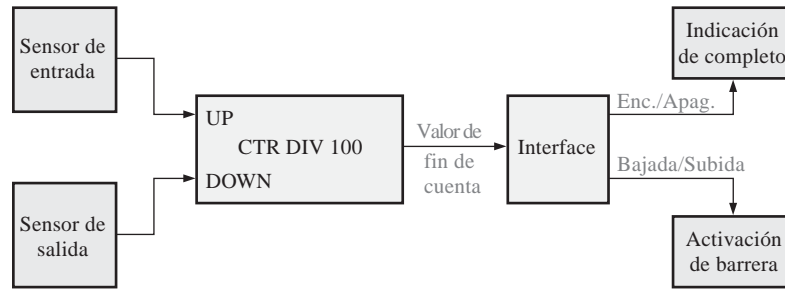 Sensor de
entrada
Sensor de
salida
UP
CTR DIV 100
DOWN
Valor de
fin de
cuenta
Interface
Enc./Apag.
Bajada/Subida
Indicación
de completo
Activación
de barrera